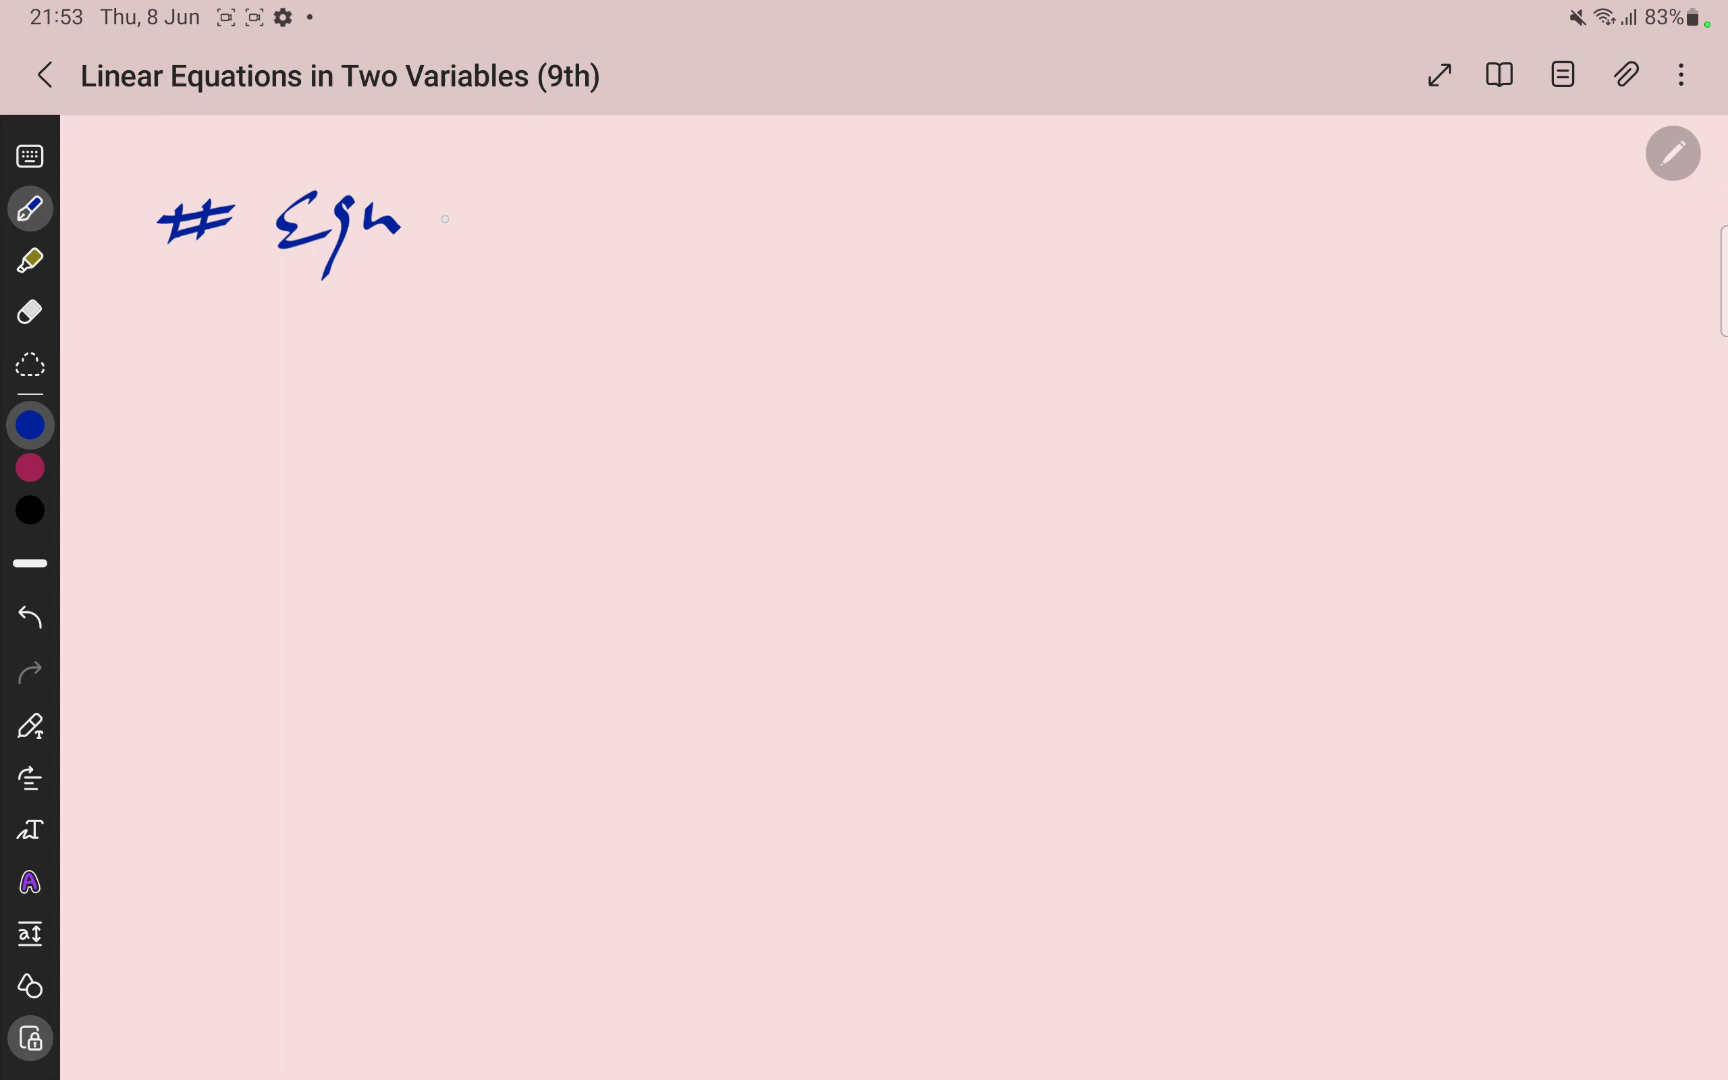 21:53 Thu, 8 Jun 83%
Linear Equations in Two Variables (9th)
# Eqn